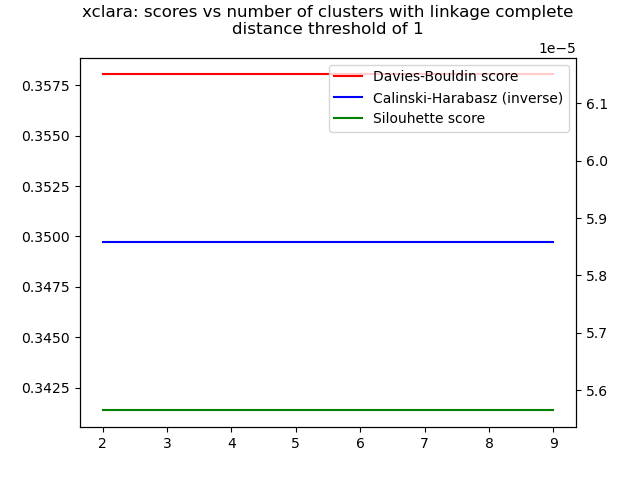 xclara: scores vs number of clusters with linkage complete
distance threshold of 1
1e−5
Davies-Bouldin score
Calinski-Harabasz (inverse)
Silouhette score
0.3575
0.3550
0.3525
0.3500
0.3475
0.3450
0.3425
6.1
6.0
5.9
5.8
5.7
5.6
2 3 4 5 6 7 8 9